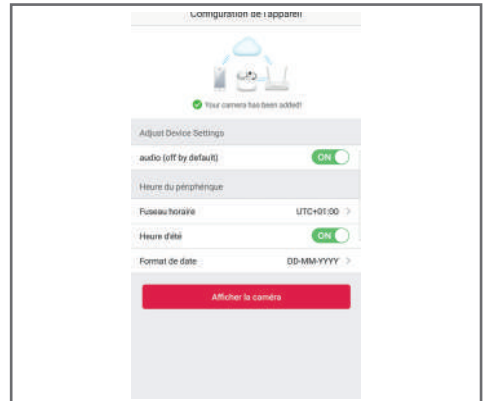 Configuration de l'appareil
Your camera has been added!
Adjust Device Settings
audio (off by default) ON
Heure du périphérique
Fuseau horaire UTC+01:00 >
Heure d'été ON
Format de date DD-MM-YYYY >
Afficher la caméra